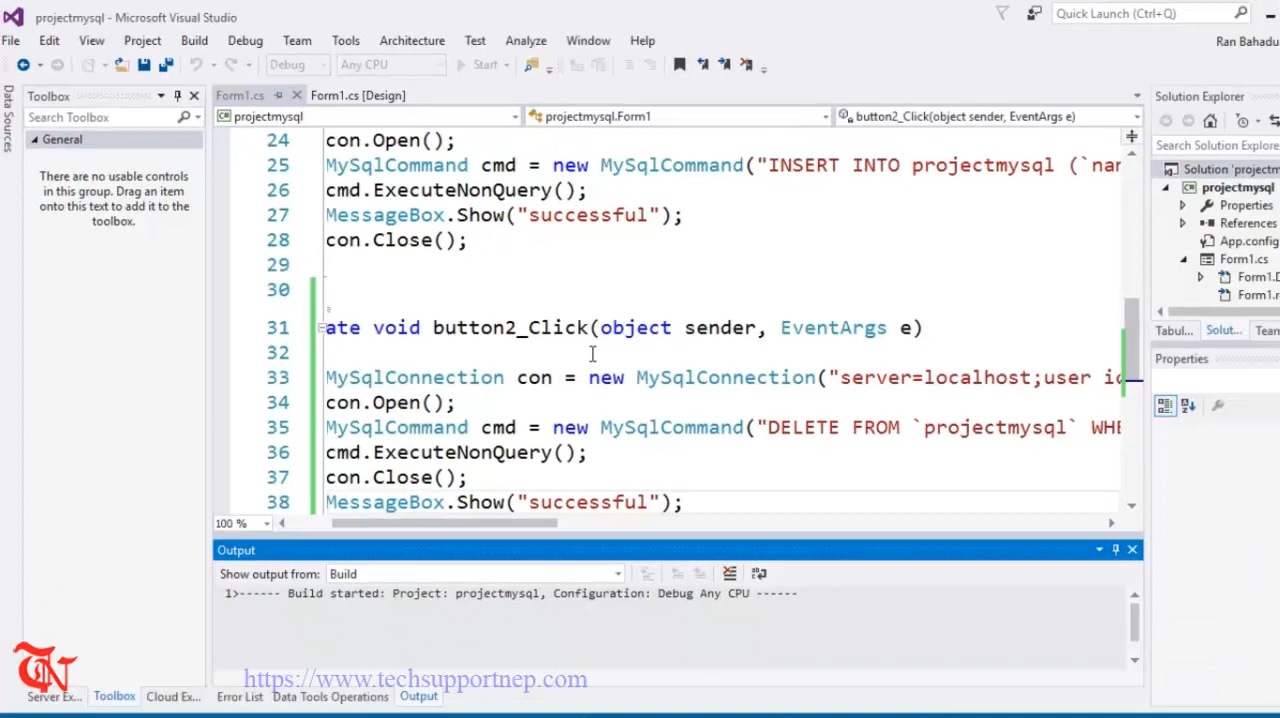 projectmysql - Microsoft Visual Studio
Quick Launch (Ctrl+Q)
File Edit View Project Build Debug Team Tools Architecture Test Analyze Window Help
Ran Bahadu
Debug Any CPU Start
Data Sources
Toolbox
Search Toolbox
General
There are no usable controls
in this group. Drag an item
onto this text to add it to the
toolbox.
Form1.cs Form1.cs [Design]
projectmysql projectmysql.Form1 button2_Click(object sender, EventArgs e)
24 con.Open();
25 MySqlCommand cmd = new MySqlCommand("INSERT INTO projectmysql (`nam
26 cmd.ExecuteNonQuery();
27 MessageBox.Show("successful");
28 con.Close();
29
30
31 ate void button2_Click(object sender, EventArgs e)
32
33 MySqlConnection con = new MySqlConnection("server=localhost;user id
34 con.Open();
35 MySqlCommand cmd = new MySqlCommand("DELETE FROM `projectmysql` WHE
36 cmd.ExecuteNonQuery();
37 con.Close();
38 MessageBox.Show("successful");
100 %
Output
Show output from: Build
1>------ Build started: Project: projectmysql, Configuration: Debug Any CPU ------
Solution Explorer
Search Solution Explorer
Solution 'projectm
projectmysql
Properties
References
App.config
Form1.cs
Form1.D
Form1.r
Tabul... Solut... Team
Properties
TN
https://www.techsupportnep.com
Server Ex... Toolbox Cloud Ex... Error List Data Tools Operations Output